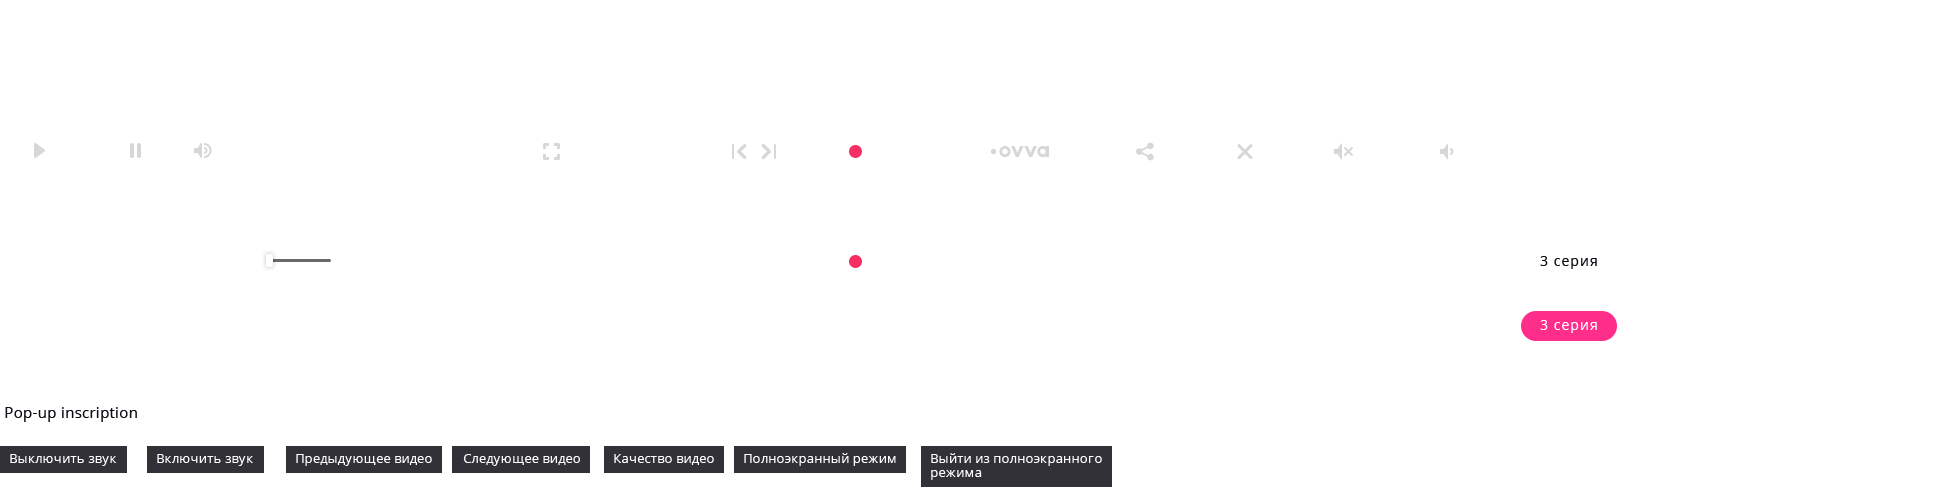 ovva
3 серия
3 серия
Pop-up inscription
Выключить звук
Включить звук
Предыдущее видео
Следующее видео
Качество видео
Полноэкранный режим
Выйти из полноэкранного
режима